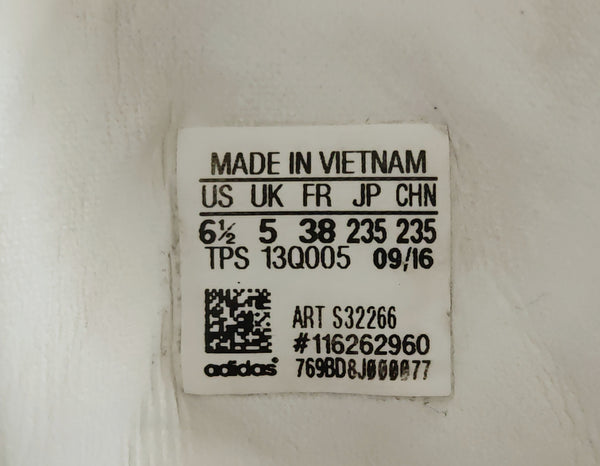 MADE IN VIETNAM
US UK FR JP CHN
6½ 5 38 235 235
TPS 13Q005 09/16
ART S32266
#116262960
adidas® 769BD8J000077